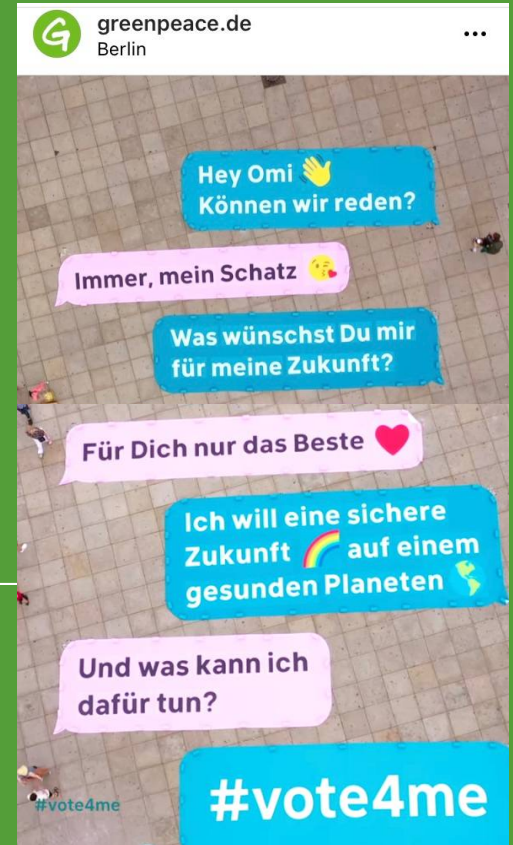 greenpeace.de
Berlin
Hey Omi 👋
Können wir reden?
Immer, mein Schatz 😘
Was wünschst Du mir
für meine Zukunft?
Für Dich nur das Beste ❤️
Ich will eine sichere
Zukunft 🌈 auf einem
gesunden Planeten 🌎
Und was kann ich
dafür tun?
#vote4me
#vote4me